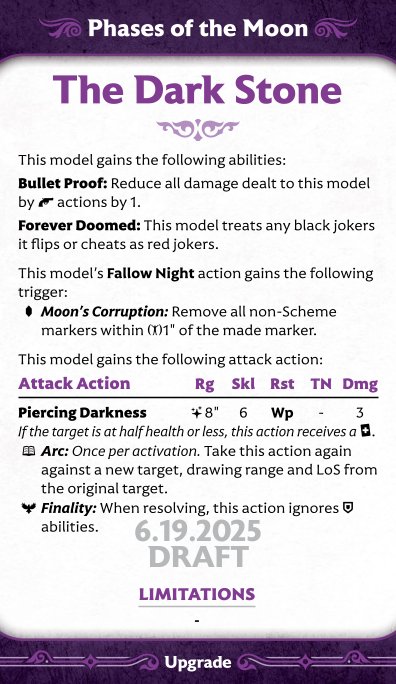 Phases of the Moon
The Dark Stone
This model gains the following abilities:
Bullet Proof: Reduce all damage dealt to this model
by actions by 1.
Forever Doomed: This model treats any black jokers
it flips or cheats as red jokers.
This model's Fallow Night action gains the following
trigger:
Moon's Corruption: Remove all non-Scheme
markers within 1" of the made marker.
This model gains the following attack action:
Attack Action Rg Skl Rst TN Dmg
Piercing Darkness 8" 6 Wp - 3
If the target is at half health or less, this action receives a .
Arc: Once per activation. Take this action again
against a new target, drawing range and LoS from
the original target.
Finality: When resolving, this action ignores
abilities.
6.19.2025
DRAFT
LIMITATIONS
-
Upgrade